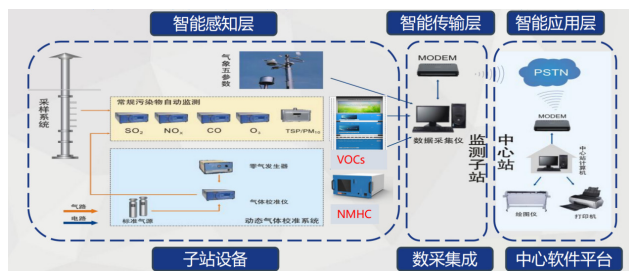 智能感知层
智能传输层
智能应用层
采样系统
气象五参数
常规污染物自动监测
SO₂
NOₓ
CO
O₃
TSP/PM₁₀
VOCs
NMHC
零气发生器
气体校准仪
标准气源
动态气体校准系统
气路
电路
MODEM
数据采集仪
监测子站
中心站
PSTN
MODEM
中心站计算机
绘图仪
打印机
子站设备
数采集成
中心软件平台